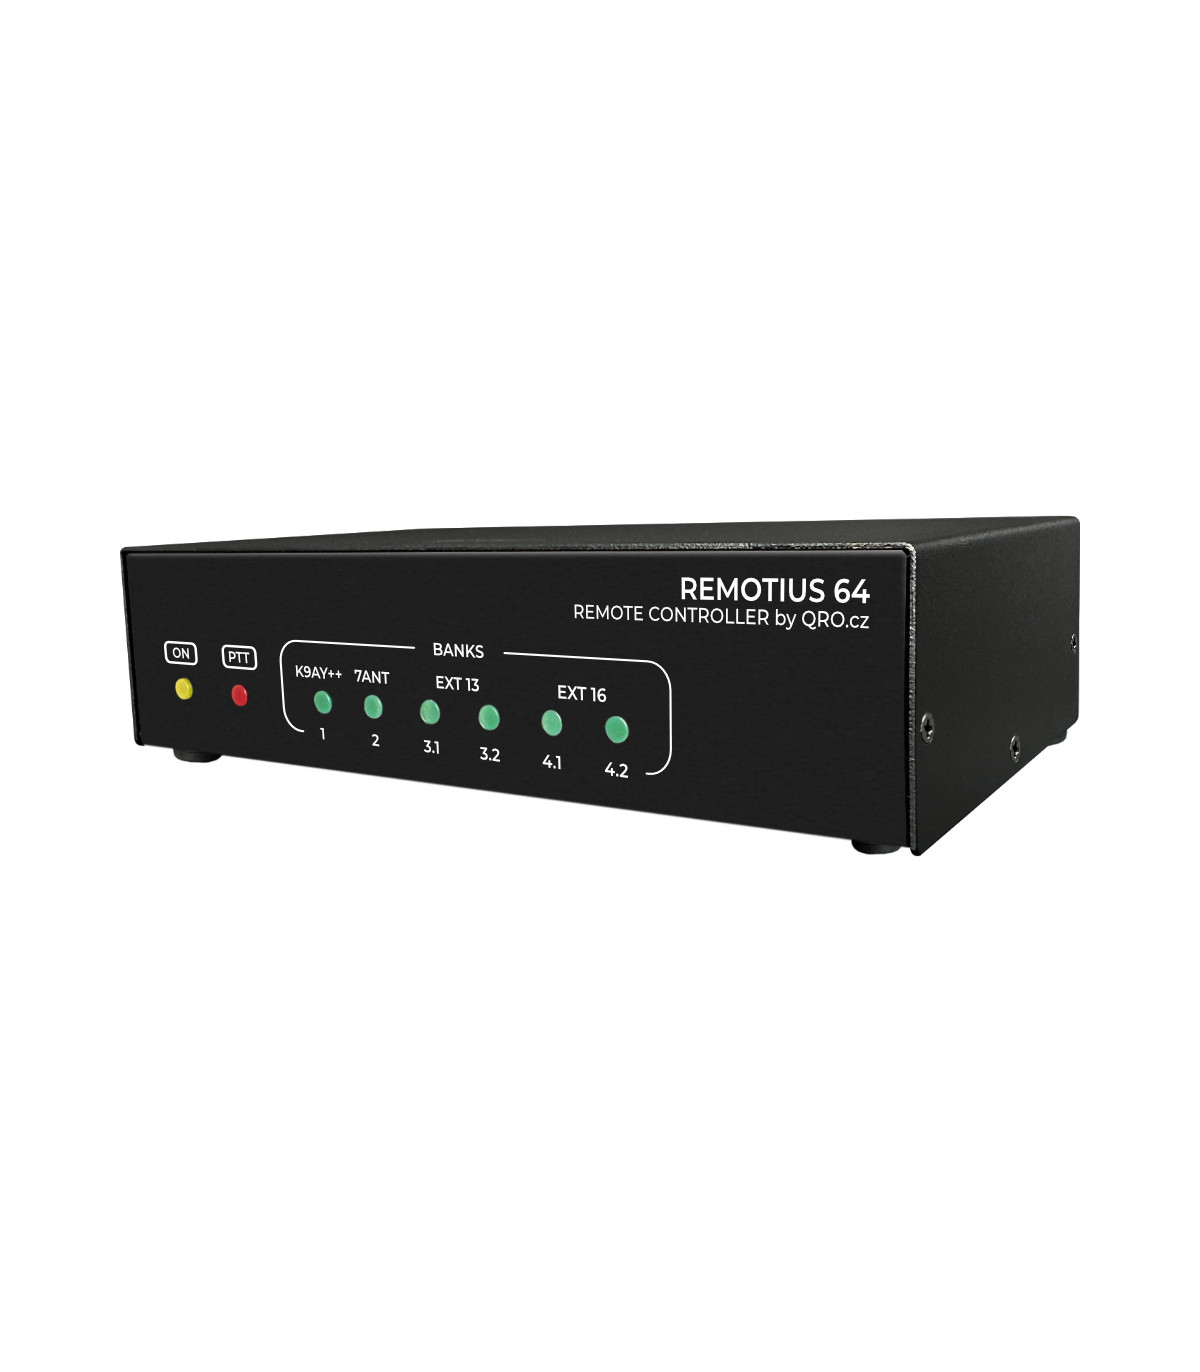 REMOTIUS 64
REMOTE CONTROLLER by QRO.cz
ON
PTT
BANKS
K9AY++ 7ANT EXT 13 EXT 16
1 2 3.1 3.2 4.1 4.2